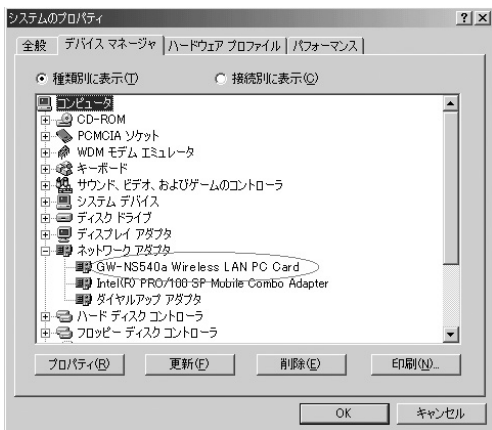 システムのプロパティ
? ×
全般 デバイス マネージャ ハードウェア プロファイル パフォーマンス
種類別に表示(T) 接続別に表示(C)
コンピュータ
CD-ROM
PCMCIA ソケット
WDM モデム エミュレータ
キーボード
サウンド、ビデオ、およびゲームのコントローラ
システム デバイス
ディスク ドライブ
ディスプレイ アダプタ
ネットワーク アダプタ
GW-NS540a Wireless LAN PC Card
Intel(R) PRO/100 SP Mobile Combo Adapter
ダイヤルアップ アダプタ
ハード ディスク コントローラ
フロッピー ディスク コントローラ
プロパティ(R) 更新(F) 削除(E) 印刷(N)...
OK キャンセル